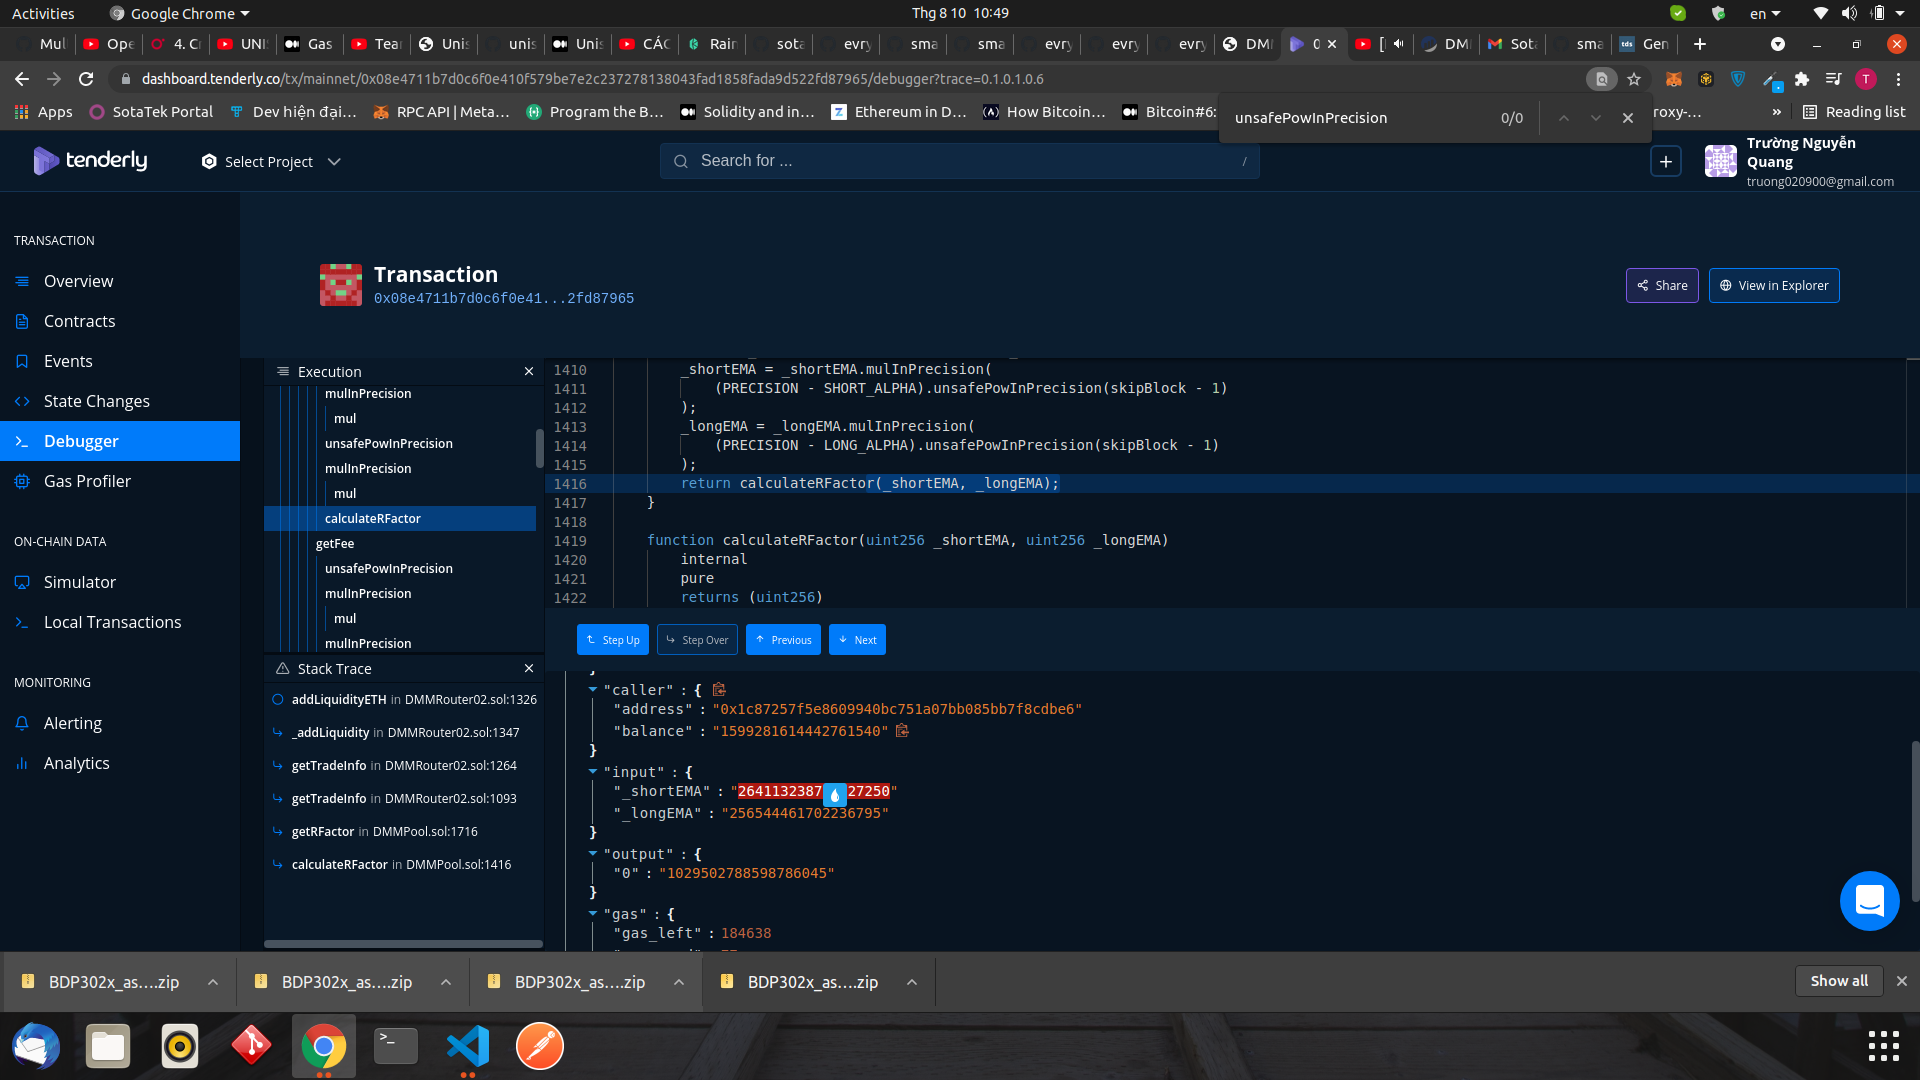 Activities
Google Chrome
Thg 8 10 10:49
en
Mul
Ope
4. Cr
UNI
Gas
Tear
Unis
unis
Unis
CÁC
Rain
sota
evry
sma
sma
evry
evry
evry
DMI
0
[
DMI
Sota
sma
Gen
dashboard.tenderly.co/tx/mainnet/0x08e4711b7d0c6f0e410f579be7e2c237278138043fad1858fada9d522fd87965/debugger?trace=0.1.0.1.0.6
T
Apps
SotaTek Portal
Dev hiện đại...
RPC API | Meta...
Program the B...
Solidity and in...
Ethereum in D...
How Bitcoin...
Bitcoin#6:
roxy-...
»
Reading list
unsafePowInPrecision
0/0
tenderly
Select Project
Search for ...
/
Trường Nguyễn
Quang
truong020900@gmail.com
TRANSACTION
Overview
Contracts
Events
State Changes
Debugger
Gas Profiler
ON-CHAIN DATA
Simulator
Local Transactions
MONITORING
Alerting
Analytics
Transaction
0x08e4711b7d0c6f0e41...2fd87965
Share
View in Explorer
Execution
mulInPrecision
mul
unsafePowInPrecision
mulInPrecision
mul
calculateRFactor
getFee
unsafePowInPrecision
mulInPrecision
mul
mulInPrecision
Stack Trace
addLiquidityETH in DMMRouter02.sol:1326
_addLiquidity in DMMRouter02.sol:1347
getTradeInfo in DMMRouter02.sol:1264
getTradeInfo in DMMRouter02.sol:1093
getRFactor in DMMPool.sol:1716
calculateRFactor in DMMPool.sol:1416
1410 _shortEMA = _shortEMA.mulInPrecision(
1411 (PRECISION - SHORT_ALPHA).unsafePowInPrecision(skipBlock - 1)
1412 );
1413 _longEMA = _longEMA.mulInPrecision(
1414 (PRECISION - LONG_ALPHA).unsafePowInPrecision(skipBlock - 1)
1415 );
1416 return calculateRFactor(_shortEMA, _longEMA);
1417 }
1418
1419 function calculateRFactor(uint256 _shortEMA, uint256 _longEMA)
1420 internal
1421 pure
1422 returns (uint256)
Step Up
Step Over
Previous
Next
}
"caller" : {
"address" : "0x1c87257f5e8609940bc751a07bb085bb7f8cdbe6"
"balance" : "1599281614442761540"
}
"input" : {
"_shortEMA" : "2641132387 27250"
"_longEMA" : "256544461702236795"
}
"output" : {
"0" : "1029502788598786045"
}
"gas" : {
"gas_left" : 184638
BDP302x_as....zip
BDP302x_as....zip
BDP302x_as....zip
BDP302x_as....zip
Show all